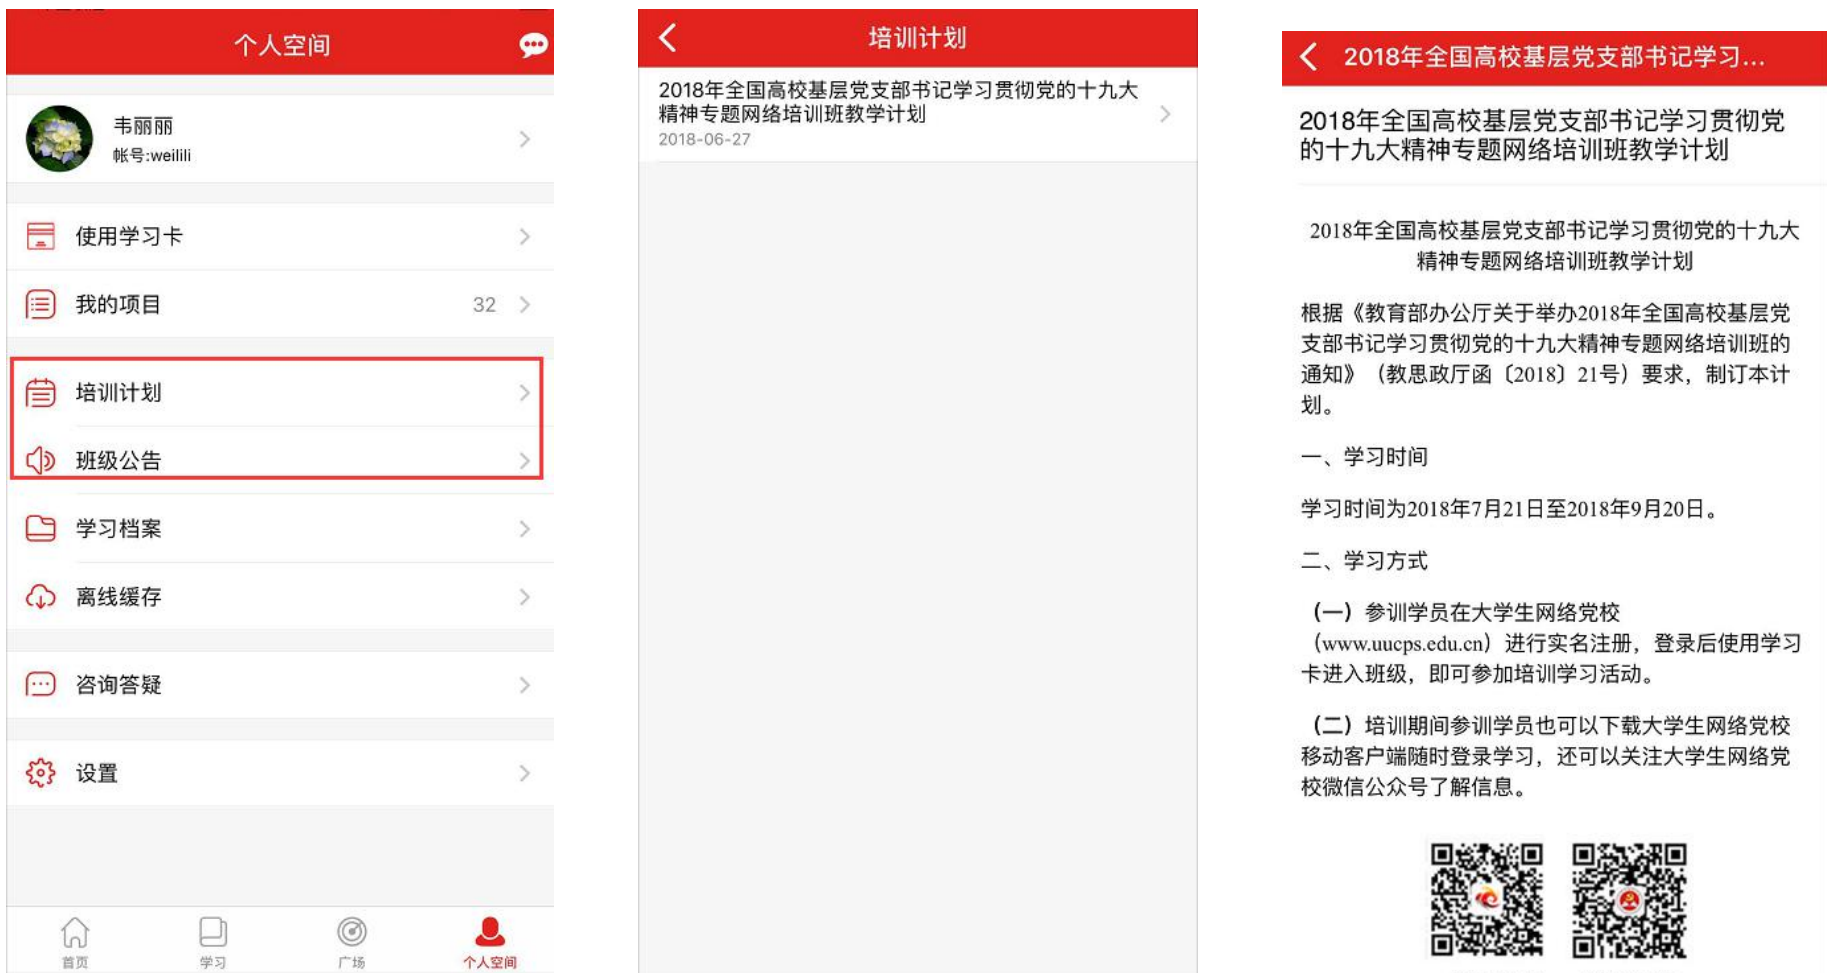 个人空间
韦丽丽
帐号:weilili
使用学习卡
我的项目
32
培训计划
班级公告
学习档案
离线缓存
咨询答疑
设置
首页
学习
广场
个人空间
培训计划
2018年全国高校基层党支部书记学习贯彻党的十九大
精神专题网络培训班教学计划
2018-06-27
2018年全国高校基层党支部书记学习...
2018年全国高校基层党支部书记学习贯彻党
的十九大精神专题网络培训班教学计划
2018年全国高校基层党支部书记学习贯彻党的十九大
精神专题网络培训班教学计划
根据《教育部办公厅关于举办2018年全国高校基层党
支部书记学习贯彻党的十九大精神专题网络培训班的
通知》（教思政厅函〔2018〕21号）要求，制订本计
划。
一、学习时间
学习时间为2018年7月21日至2018年9月20日。
二、学习方式
（一）参训学员在大学生网络党校
（www.uucps.edu.cn）进行实名注册，登录后使用学习
卡进入班级，即可参加培训学习活动。
（二）培训期间参训学员也可以下载大学生网络党校
移动客户端随时登录学习，还可以关注大学生网络党
校微信公众号了解信息。